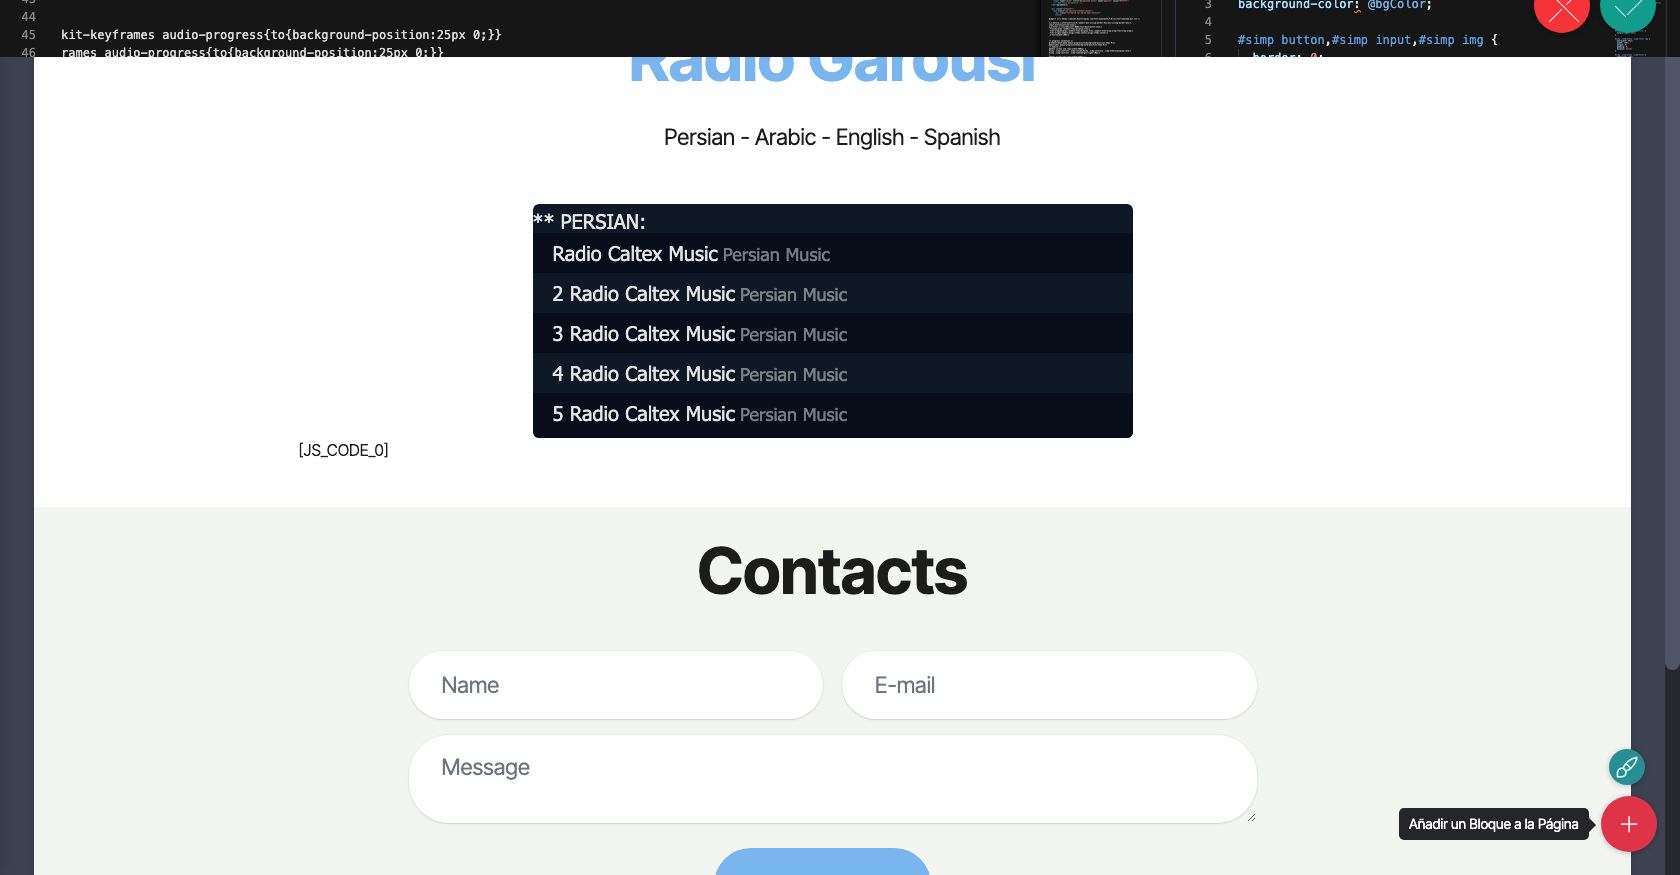 44
45 kit-keyframes audio-progress{to{background-position:25px 0;}}
46 rames audio-progress{to{background-position:25px 0;}}
3 background-color: @bgColor;
4
5 #simp button,#simp input,#simp img {
border: 0;
Radio Garousi
Persian - Arabic - English - Spanish
** PERSIAN:
Radio Caltex Music Persian Music
2 Radio Caltex Music Persian Music
3 Radio Caltex Music Persian Music
4 Radio Caltex Music Persian Music
5 Radio Caltex Music Persian Music
[JS_CODE_0]
Contacts
Name
E-mail
Message
Añadir un Bloque a la Página